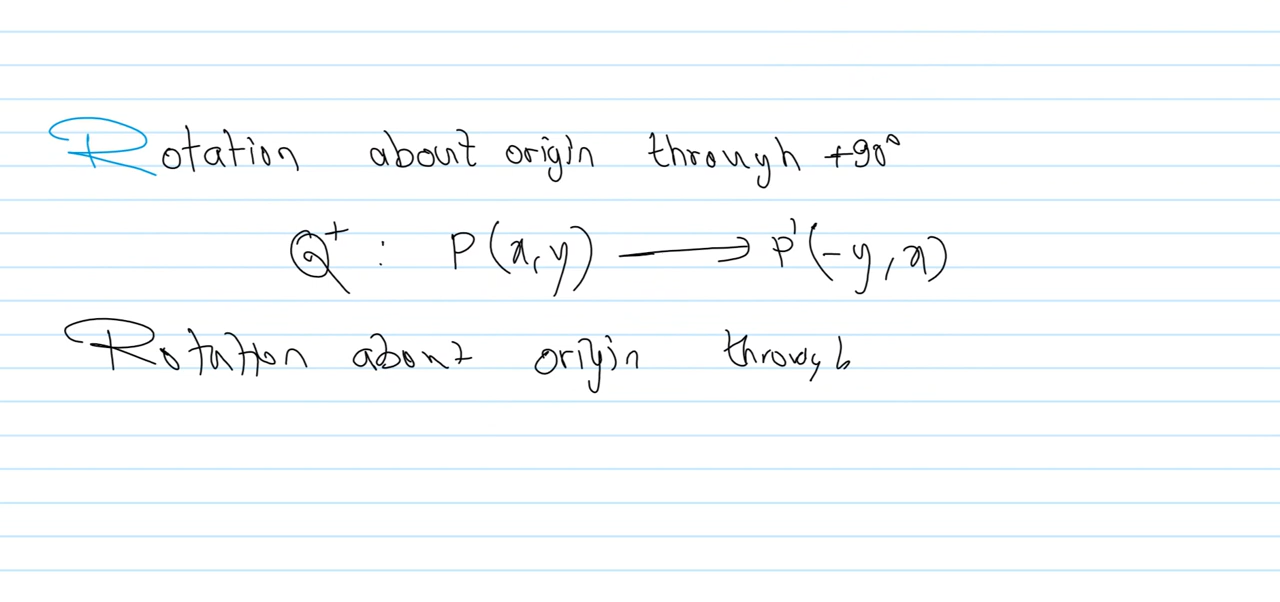 Rotation about origin through +90°
Q⁺ : P(x,y) ⟶ P'(-y,x)
Rotation about origin through